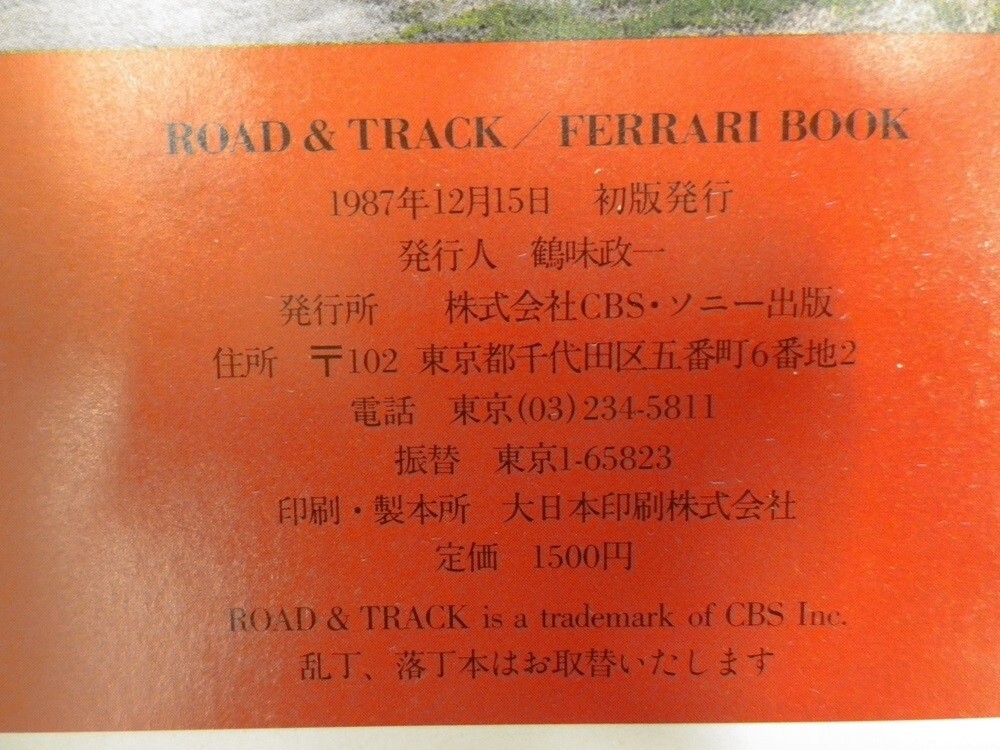 ROAD & TRACK／FERRARI BOOK
1987年12月15日　初版発行
発行人　鶴味政一
発行所　株式会社CBS・ソニー出版
住所　〒102　東京都千代田区五番町6番地2
電話　東京(03)234-5811
振替　東京1-65823
印刷・製本所　大日本印刷株式会社
定価　1500円
ROAD & TRACK is a trademark of CBS Inc.
乱丁、落丁本はお取替いたします